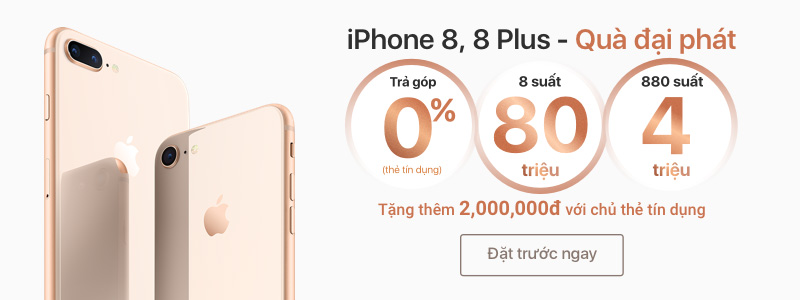 iPhone 8, 8 Plus - Quà đại phát
Trả góp
0%
(thẻ tín dụng)
8 suất
80
triệu
880 suất
4
triệu
Tặng thêm 2,000,000đ với chủ thẻ tín dụng
Đặt trước ngay